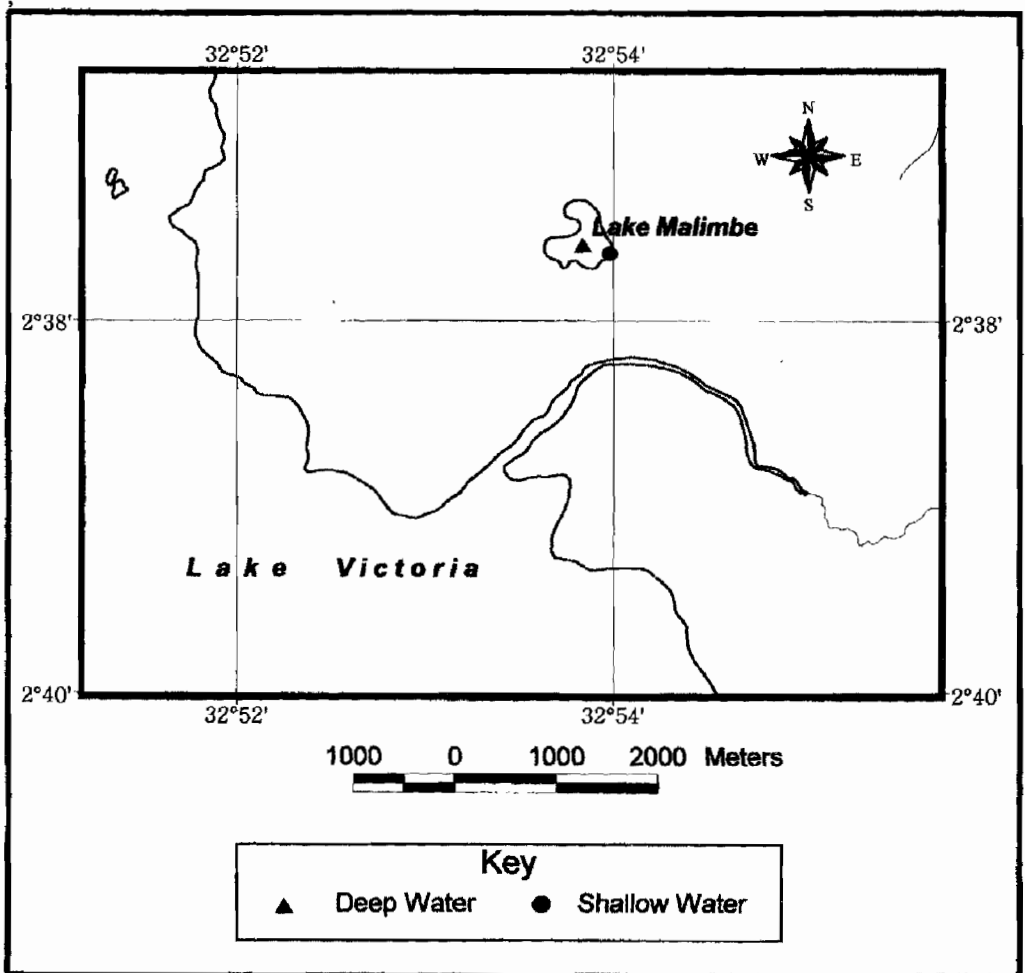 32°52' 32°54'
N
W E
S
Lake Malimbe
2°38' 2°38'
Lake Victoria
2°40' 2°40'
32°52' 32°54'
1000 0 1000 2000 Meters
Key
Deep Water Shallow Water